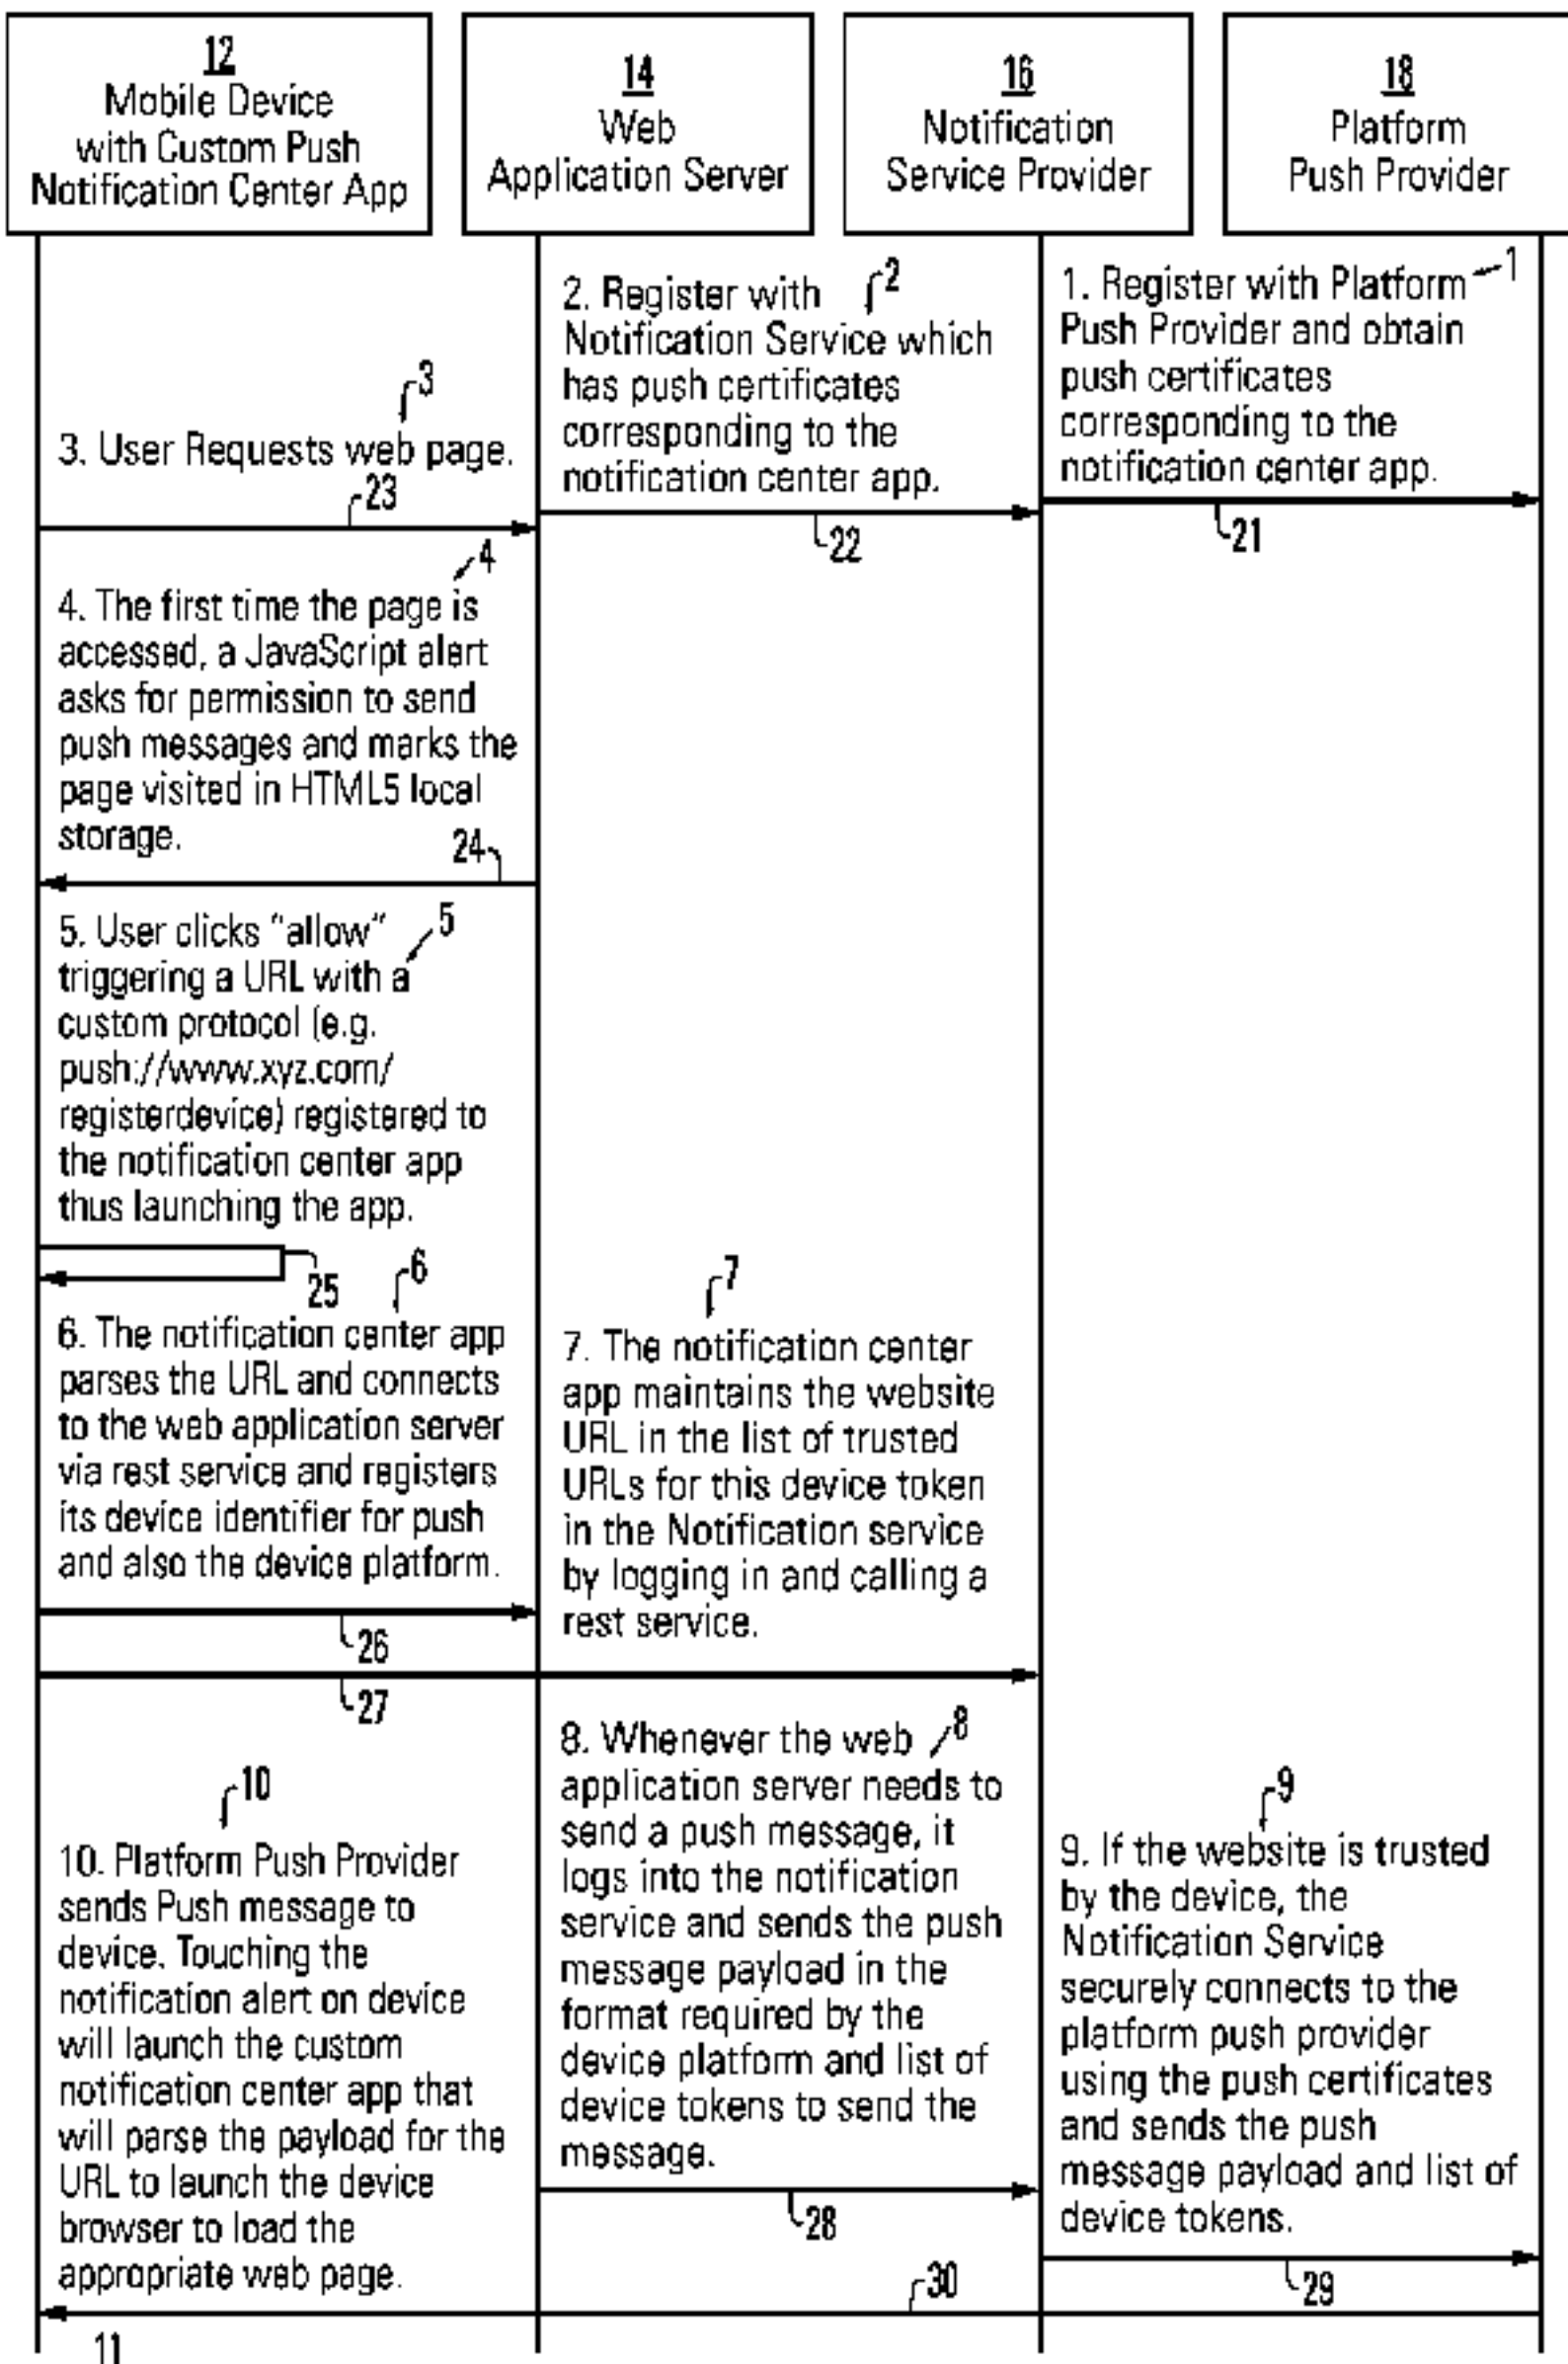 12
Mobile Device
with Custom Push
Notification Center App
14
Web
Application Server
16
Notification
Service Provider
18
Platform
Push Provider
1
1. Register with Platform
Push Provider and obtain
push certificates
corresponding to the
notification center app.
21
2
2. Register with
Notification Service which
has push certificates
corresponding to the
notification center app.
22
3
3. User Requests web page.
23
4
4. The first time the page is
accessed, a JavaScript alert
asks for permission to send
push messages and marks the
page visited in HTML5 local
storage.
24
5
5. User clicks "allow"
triggering a URL with a
custom protocol (e.g.
push://www.xyz.com/
registerdevice) registered to
the notification center app
thus launching the app.
25
6
6. The notification center app
parses the URL and connects
to the web application server
via rest service and registers
its device identifier for push
and also the device platform.
26
7
7. The notification center
app maintains the website
URL in the list of trusted
URLs for this device token
in the Notification service
by logging in and calling a
rest service.
27
8
8. Whenever the web
application server needs to
send a push message, it
logs into the notification
service and sends the push
message payload in the
format required by the
device platform and list of
device tokens to send the
message.
28
9
9. If the website is trusted
by the device, the
Notification Service
securely connects to the
platform push provider
using the push certificates
and sends the push
message payload and list of
device tokens.
29
10
10. Platform Push Provider
sends Push message to
device. Touching the
notification alert on device
will launch the custom
notification center app that
will parse the payload for the
URL to launch the device
browser to load the
appropriate web page.
30
11